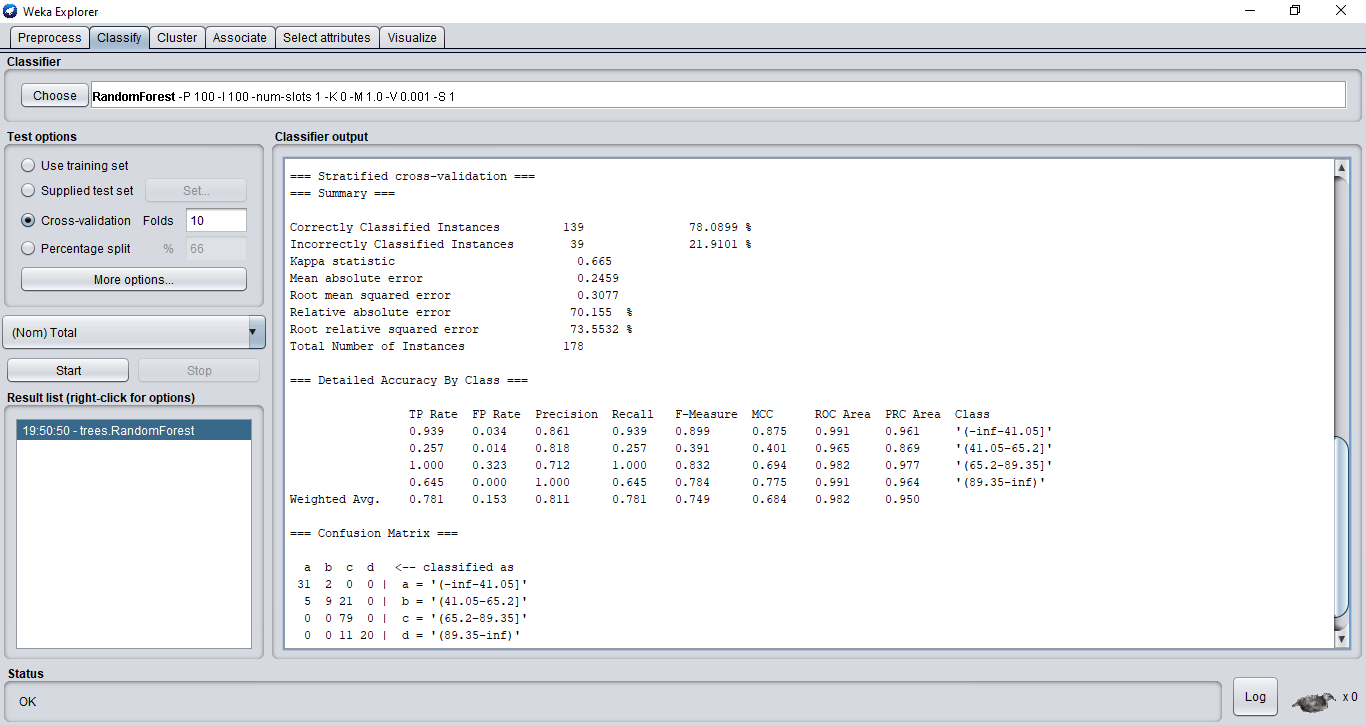 Weka Explorer
Preprocess Classify Cluster Associate Select attributes Visualize
Classifier
Choose RandomForest -P 100 -I 100 -num-slots 1 -K 0 -M 1.0 -V 0.001 -S 1
Test options
Use training set
Supplied test set Set...
Cross-validation Folds 10
Percentage split % 66
More options...
(Nom) Total
Start Stop
Result list (right-click for options)
19:50:50 - trees.RandomForest
Classifier output
=== Stratified cross-validation ===
=== Summary ===
Correctly Classified Instances 139 78.0899 %
Incorrectly Classified Instances 39 21.9101 %
Kappa statistic 0.665
Mean absolute error 0.2459
Root mean squared error 0.3077
Relative absolute error 70.155 %
Root relative squared error 73.5532 %
Total Number of Instances 178
=== Detailed Accuracy By Class ===
TP Rate FP Rate Precision Recall F-Measure MCC ROC Area PRC Area Class
0.939 0.034 0.861 0.939 0.899 0.875 0.991 0.961 '(-inf-41.05]'
0.257 0.014 0.818 0.257 0.391 0.401 0.965 0.869 '(41.05-65.2]'
1.000 0.323 0.712 1.000 0.832 0.694 0.982 0.977 '(65.2-89.35]'
0.645 0.000 1.000 0.645 0.784 0.775 0.991 0.964 '(89.35-inf)'
Weighted Avg. 0.781 0.153 0.811 0.781 0.749 0.684 0.982 0.950
=== Confusion Matrix ===
a b c d <-- classified as
31 2 0 0 | a = '(-inf-41.05]'
5 9 21 0 | b = '(41.05-65.2]'
0 0 79 0 | c = '(65.2-89.35]'
0 0 11 20 | d = '(89.35-inf)'
Status
OK
Log
x 0